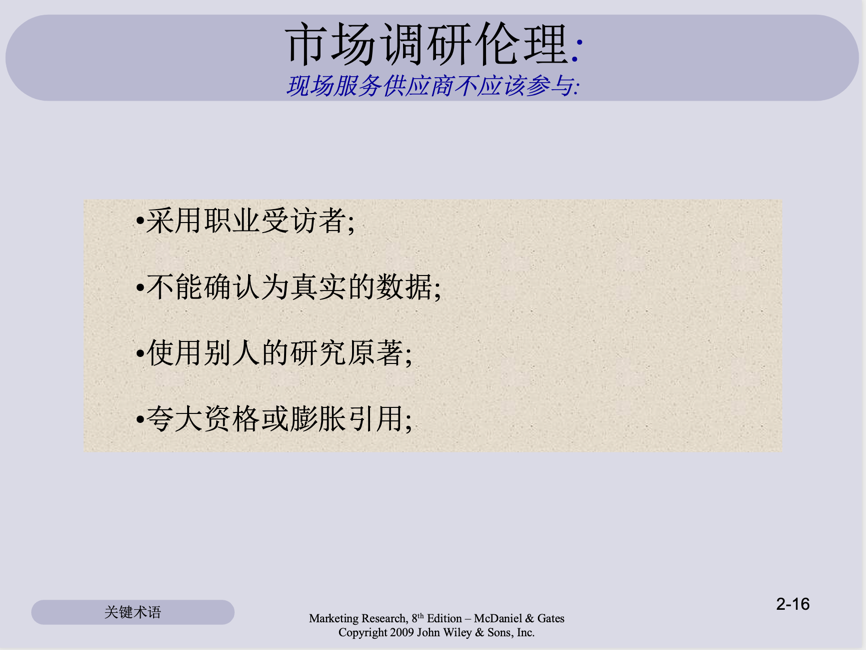 市场调研伦理:
现场服务供应商不应该参与:
•采用职业受访者;
•不能确认为真实的数据;
•使用别人的研究原著;
•夸大资格或膨胀引用;
关键术语
Marketing Research, 8th Edition – McDaniel & Gates
Copyright 2009 John Wiley & Sons, Inc.
2-16